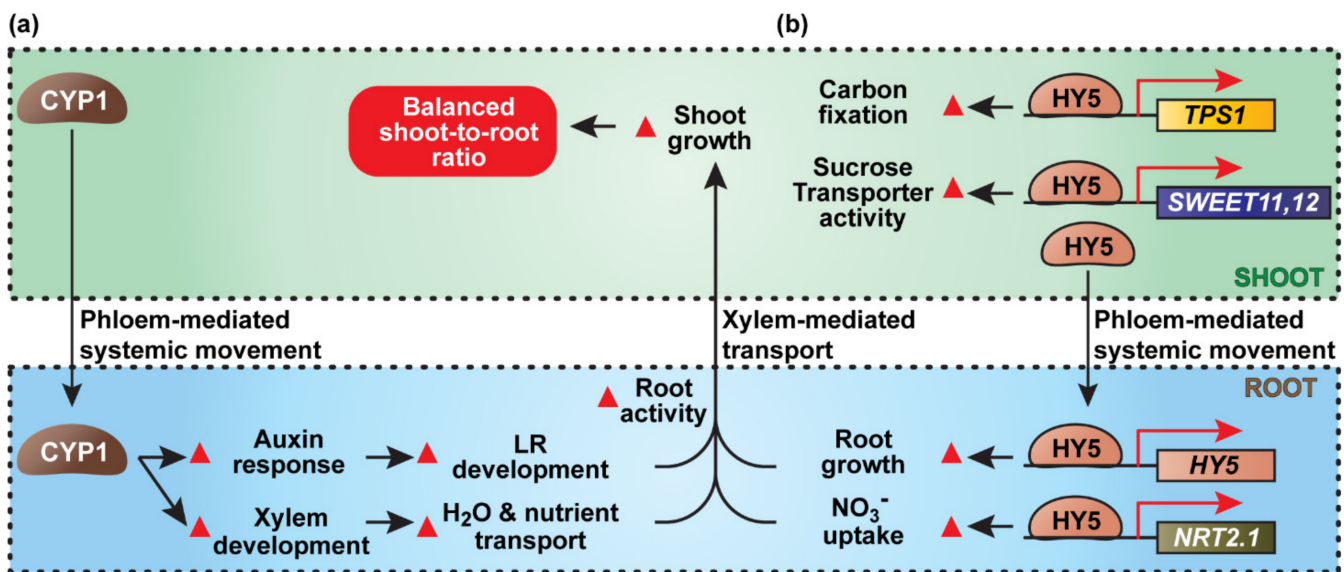 (a)
(b)
CYP1
Balanced
shoot-to-root
ratio
Shoot
growth
Carbon
fixation
HY5
TPS1
Sucrose
Transporter
activity
HY5
SWEET11,12
HY5
SHOOT
Phloem-mediated
systemic movement
Xylem-mediated
transport
Phloem-mediated
systemic movement
ROOT
Root
activity
CYP1
Auxin
response
LR
development
Root
growth
HY5
HY5
Xylem
development
H₂O & nutrient
transport
NO₃⁻
uptake
HY5
NRT2.1